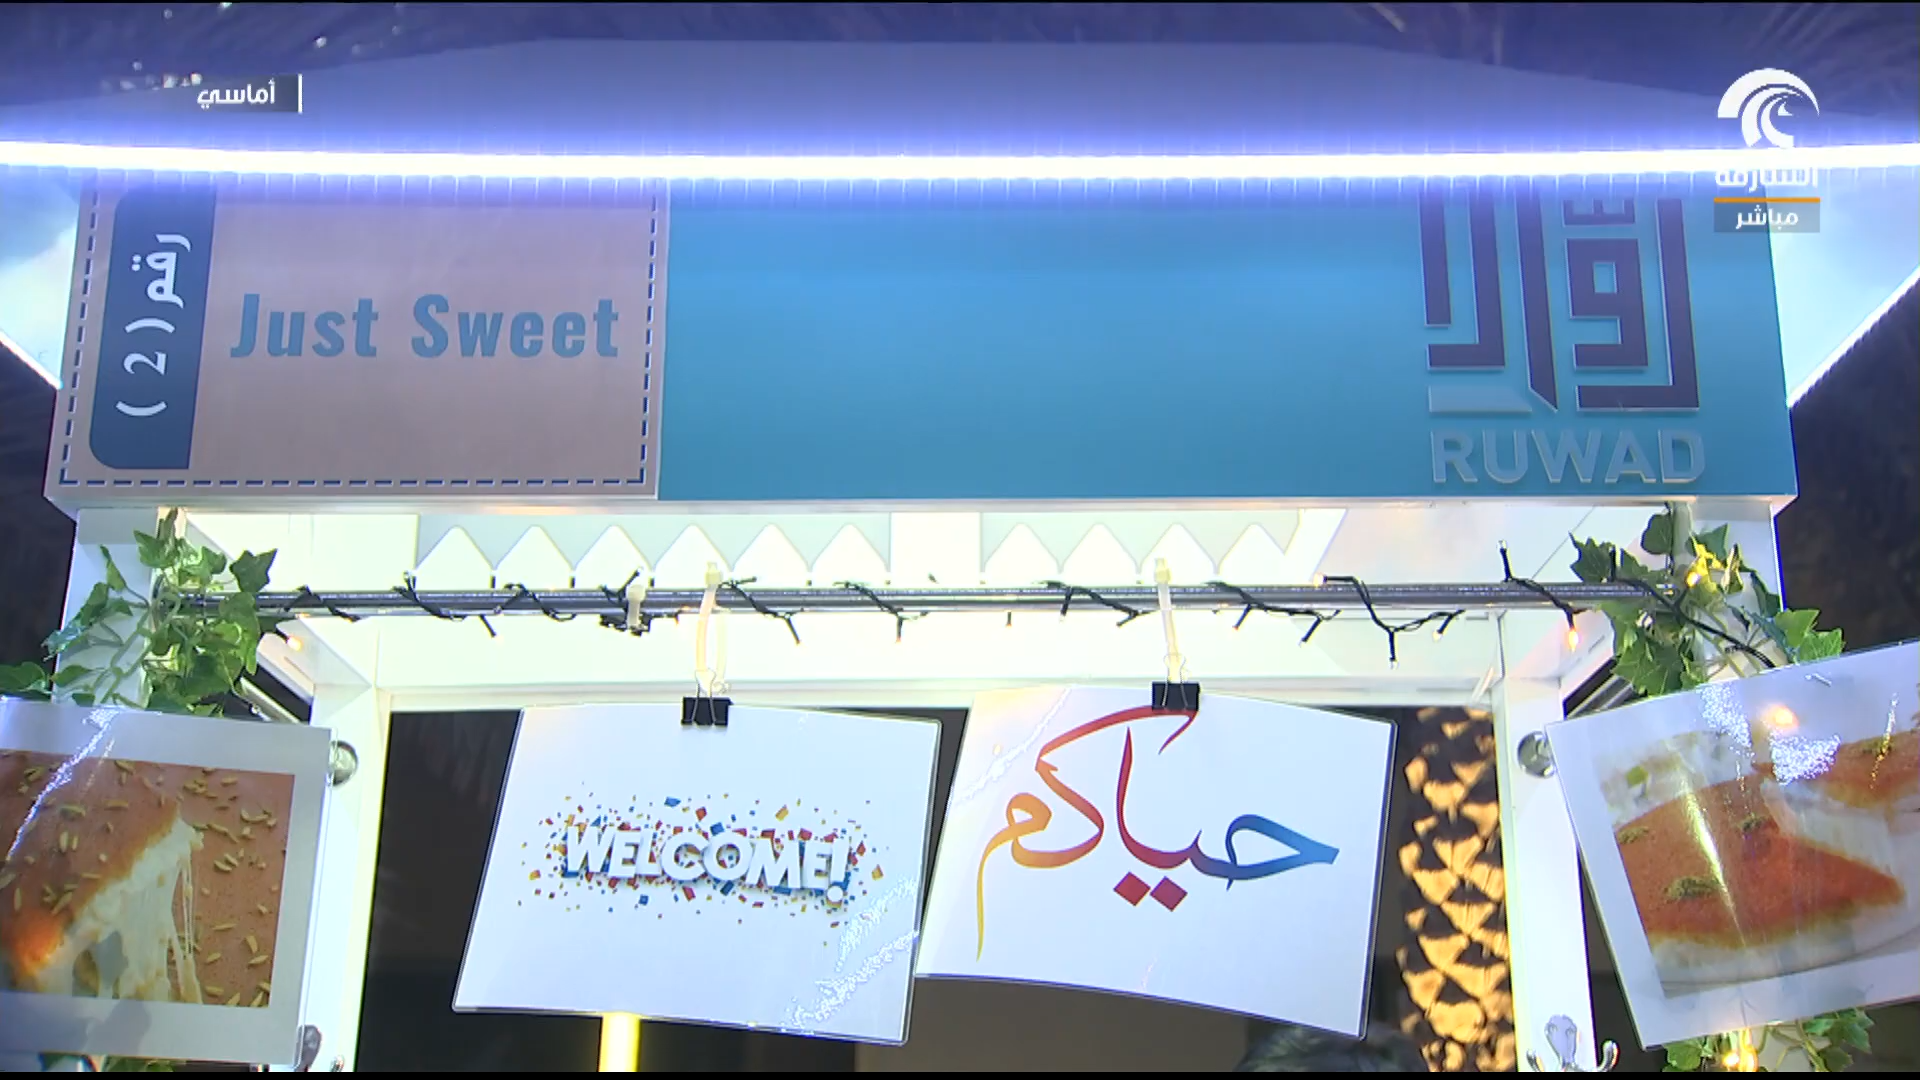 أماسي
الشارقة
مباشر
رقم ( 2 )
Just Sweet
رواد
RUWAD
WELCOME!
حياكم